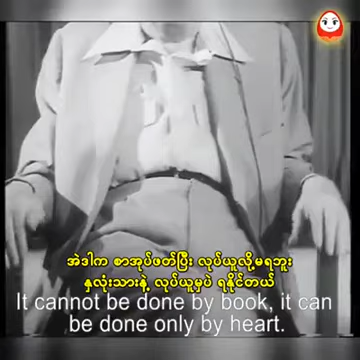 အဲဒါက စာအုပ်ဖတ်ပြီး လုပ်ယူလို့မရဘူး
နှလုံးသားနဲ့ လုပ်ယူမှပဲ ရနိုင်တယ်
It cannot be done by book, it can
be done only by heart.